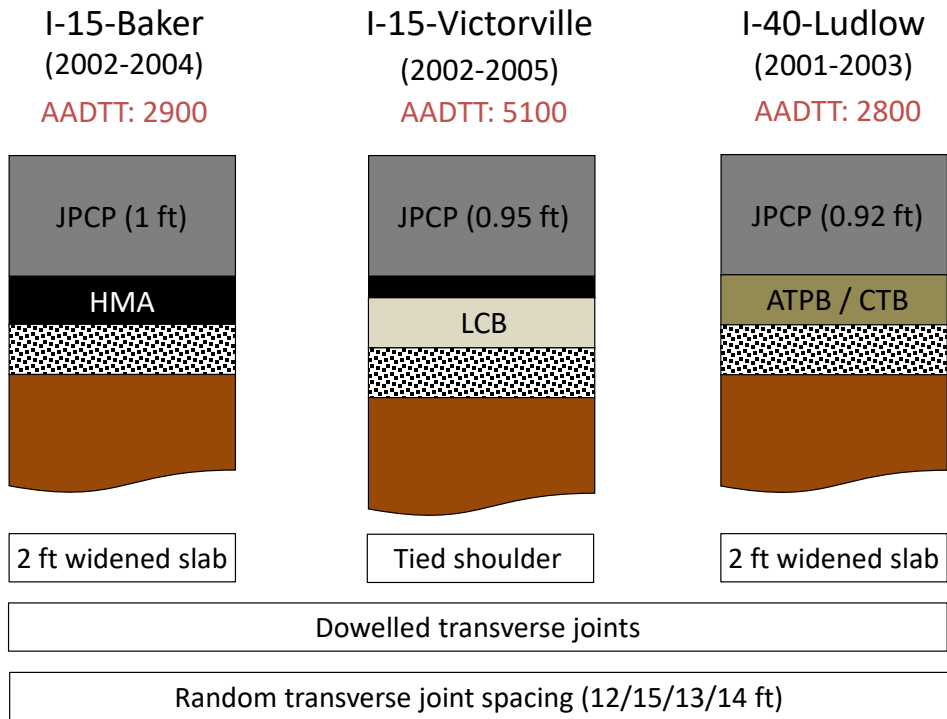 I-15-Baker
(2002-2004)
AADTT: 2900
I-15-Victorville
(2002-2005)
AADTT: 5100
I-40-Ludlow
(2001-2003)
AADTT: 2800
JPCP (1 ft)
HMA
JPCP (0.95 ft)
LCB
JPCP (0.92 ft)
ATPB / CTB
2 ft widened slab
Tied shoulder
2 ft widened slab
Dowelled transverse joints
Random transverse joint spacing (12/15/13/14 ft)